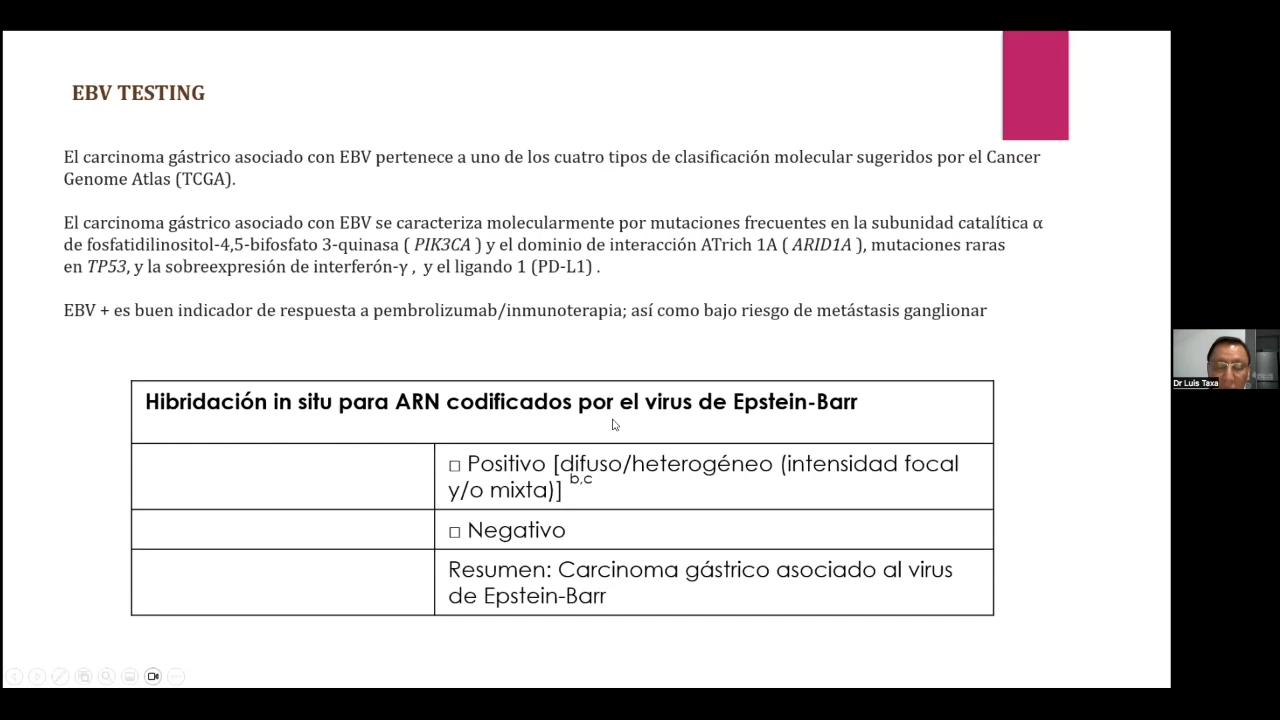 EBV TESTING
El carcinoma gástrico asociado con EBV pertenece a uno de los cuatro tipos de clasificación molecular sugeridos por el Cancer
Genome Atlas (TCGA).
El carcinoma gástrico asociado con EBV se caracteriza molecularmente por mutaciones frecuentes en la subunidad catalítica α
de fosfatidilinositol-4,5-bifosfato 3-quinasa ( PIK3CA ) y el dominio de interacción ATrich 1A ( ARID1A ), mutaciones raras
en TP53, y la sobreexpresión de interferón-γ , y el ligando 1 (PD-L1) .
EBV + es buen indicador de respuesta a pembrolizumab/inmunoterapia; así como bajo riesgo de metástasis ganglionar
Hibridación in situ para ARN codificados por el virus de Epstein-Barr
□ Positivo [difuso/heterogéneo (intensidad focal
y/o mixta)] b,c
□ Negativo
Resumen: Carcinoma gástrico asociado al virus
de Epstein-Barr
Dr Luis Taxa